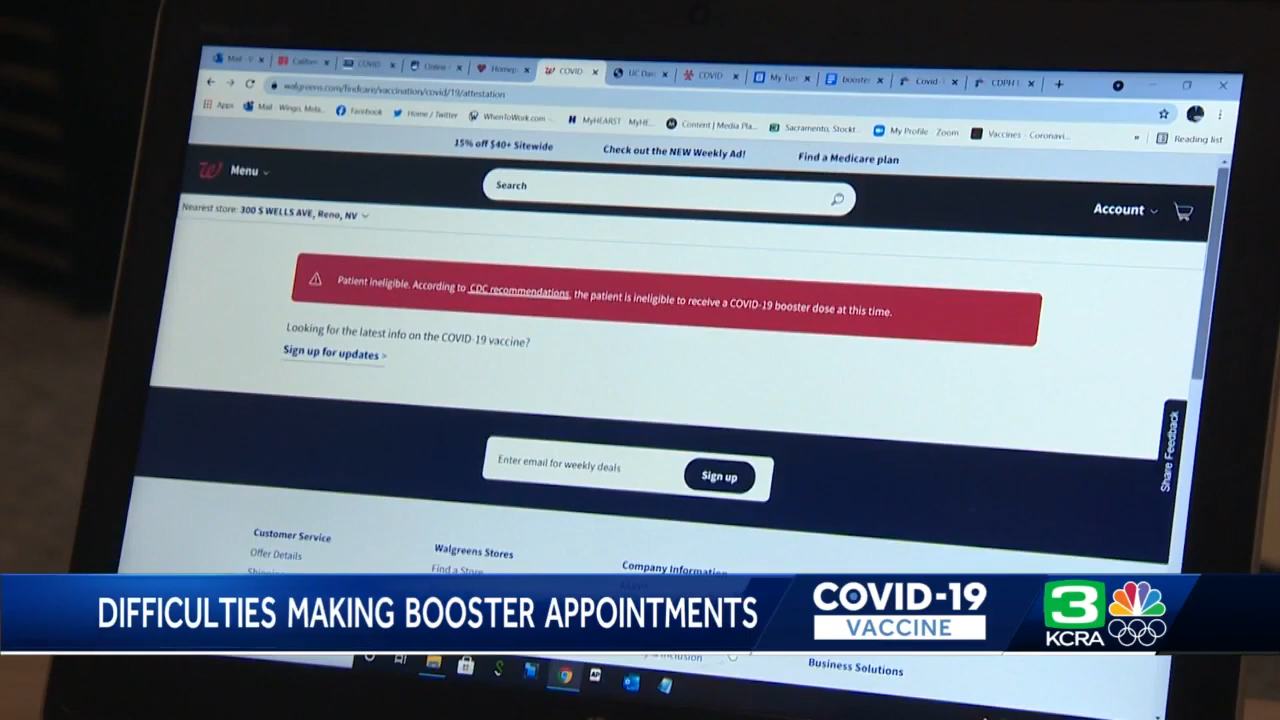 Mail
COVID
Online
Homep
COVID
UC Dav
COVID
My Tur
booster
Covid
CDPH
walgreens.com/findcare/vaccination/covid/19/attestation
Apps
Mail - Wingo, Mela...
Facebook
Home / Twitter
WhenToWork.com
MyHEARST - MyHE...
Content | Media Pla...
Sacramento, Stockt...
My Profile - Zoom
Vaccines - Coronavi...
»
Reading list
15% off $40+ Sitewide
Check out the NEW Weekly Ad!
Find a Medicare plan
Menu
Search
Account
Nearest store: 300 S WELLS AVE, Reno, NV
Patient ineligible. According to CDC recommendations, the patient is ineligible to receive a COVID-19 booster dose at this time.
Looking for the latest info on the COVID-19 vaccine?
Sign up for updates >
Share Feedback
Enter email for weekly deals
Sign up
Customer Service
Offer Details
Walgreens Stores
Find a Store
Company Information
DIFFICULTIES MAKING BOOSTER APPOINTMENTS
COVID-19
VACCINE
3
KCRA
Business Solutions